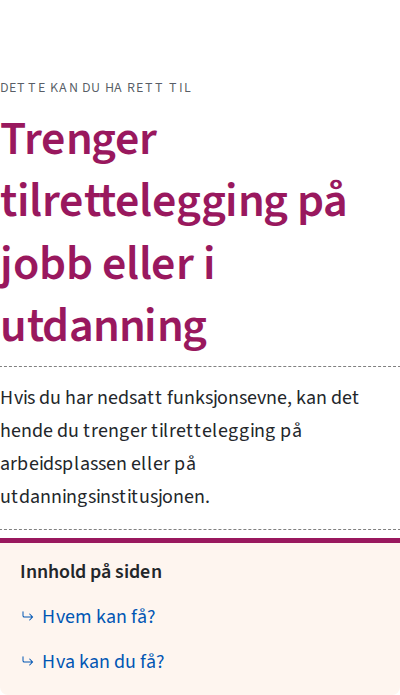 DETTE KAN DU HA RETT TIL
Trenger
tilrettelegging på
jobb eller i
utdanning
Hvis du har nedsatt funksjonsevne, kan det
hende du trenger tilrettelegging på
arbeidsplassen eller på
utdanningsinstitusjonen.
Innhold på siden
Hvem kan få?
Hva kan du få?